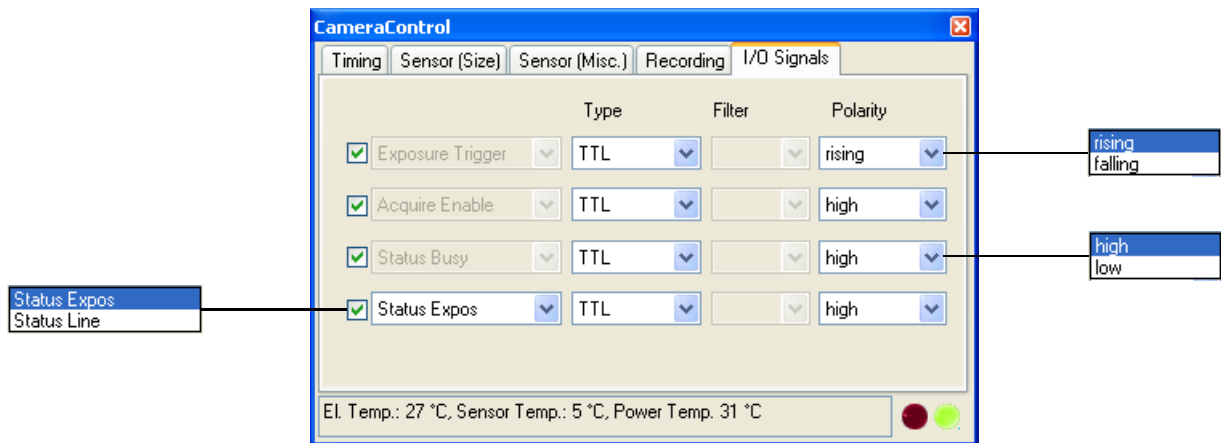 CameraControl
Timing Sensor (Size) Sensor (Misc.) Recording I/O Signals
Type Filter Polarity
Exposure Trigger TTL rising
rising
falling
Acquire Enable TTL high
Status Busy TTL high
high
low
Status Expos
Status Line
Status Expos TTL high
El. Temp.: 27 °C, Sensor Temp.: 5 °C, Power Temp. 31 °C